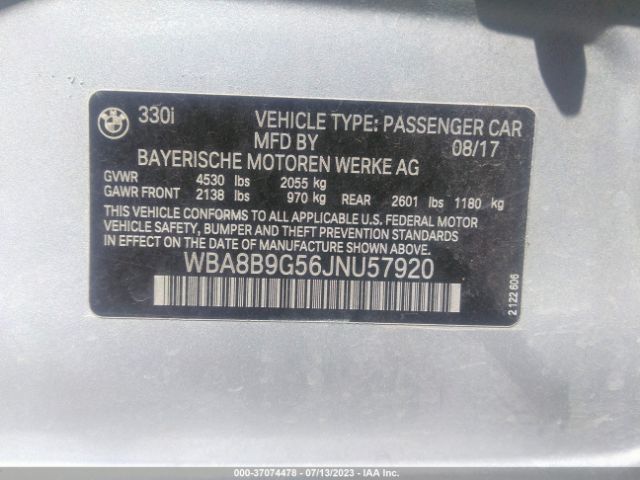 BMW
330i VEHICLE TYPE: PASSENGER CAR
MFD BY 08/17
BAYERISCHE MOTOREN WERKE AG
GVWR 4530 lbs 2055 kg
GAWR FRONT 2138 lbs 970 kg REAR 2601 lbs 1180 kg
THIS VEHICLE CONFORMS TO ALL APPLICABLE U.S. FEDERAL MOTOR
VEHICLE SAFETY, BUMPER AND THEFT PREVENTION STANDARDS
IN EFFECT ON THE DATE OF MANUFACTURE SHOWN ABOVE.
WBA8B9G56JNU57920
2 122 606
000-37074478 - 07/13/2023 - IAA Inc.